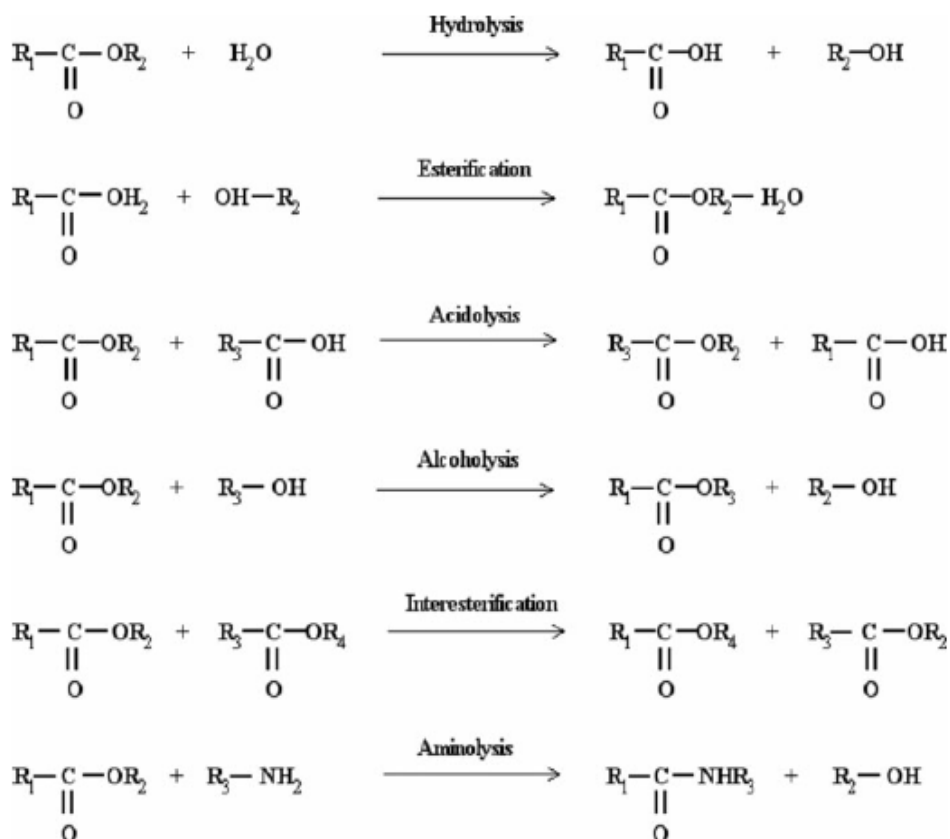 Hydrolysis
R₁—C—OR₂ + H₂O R₁—C—OH + R₂—OH
O O
Esterification
R₁—C—OH₂ + OH—R₂ R₁—C—OR₂—H₂O
O O
Acidolysis
R₁—C—OR₂ + R₃—C—OH R₃—C—OR₂ + R₁—C—OH
O O O O
Alcoholysis
R₁—C—OR₂ + R₃—OH R₁—C—OR₃ + R₂—OH
O O
Interesterification
R₁—C—OR₂ + R₃—C—OR₄ R₁—C—OR₄ + R₃—C—OR₂
O O O O
Aminolysis
R₁—C—OR₂ + R₃—NH₂ R₁—C—NHR₃ + R₂—OH
O O